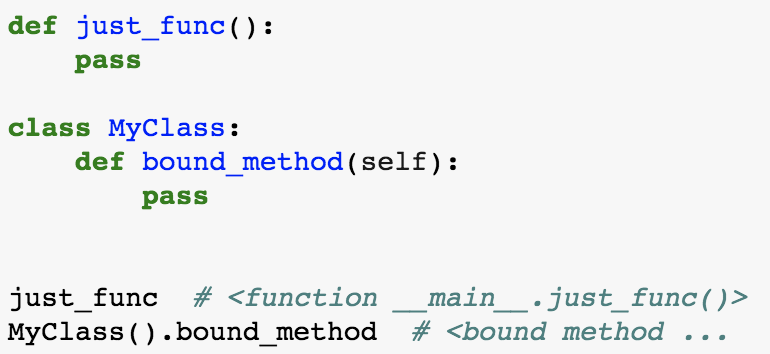 def just_func():
    pass

class MyClass:
    def bound_method(self):
        pass


just_func  # <function __main__.just_func()>
MyClass().bound_method  # <bound method ...